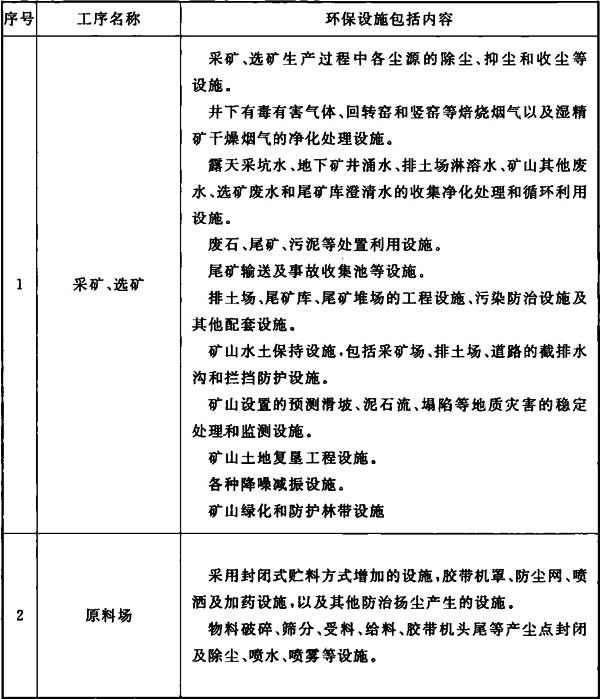 序号 工序名称 环保设施包括内容
采矿、选矿生产过程中各尘源的除尘、抑尘和收尘等
设施。
井下有毒有害气体、回转窑和竖窑等焙烧烟气以及湿精
矿干燥烟气的净化处理设施。
露天采坑水、地下矿井涌水、排土场淋溶水、矿山其他废
水、选矿废水和尾矿库澄清水的收集净化处理和循环利用
设施。
废石、尾矿、污泥等处置利用设施。
尾矿输送及事故收集池等设施。
1 采矿、选矿
排土场、尾矿库、尾矿堆场的工程设施、污染防治设施及
其他配套设施。
矿山水土保持设施,包括采矿场、排土场、道路的截排水
沟和拦挡防护设施。
矿山设置的预测滑坡、泥石流、塌陷等地质灾害的稳定
处理和监测设施。
矿山土地复垦工程设施。
各种降噪减振设施。
矿山绿化和防护林带设施
采用封闭式贮料方式增加的设施,胶带机罩、防尘网、喷
洒及加药设施,以及其他防治扬尘产生的设施。
2 原料场
物料破碎、筛分、受料、给料、胶带机头尾等产尘点封闭
及除尘、喷水、喷雾等设施。